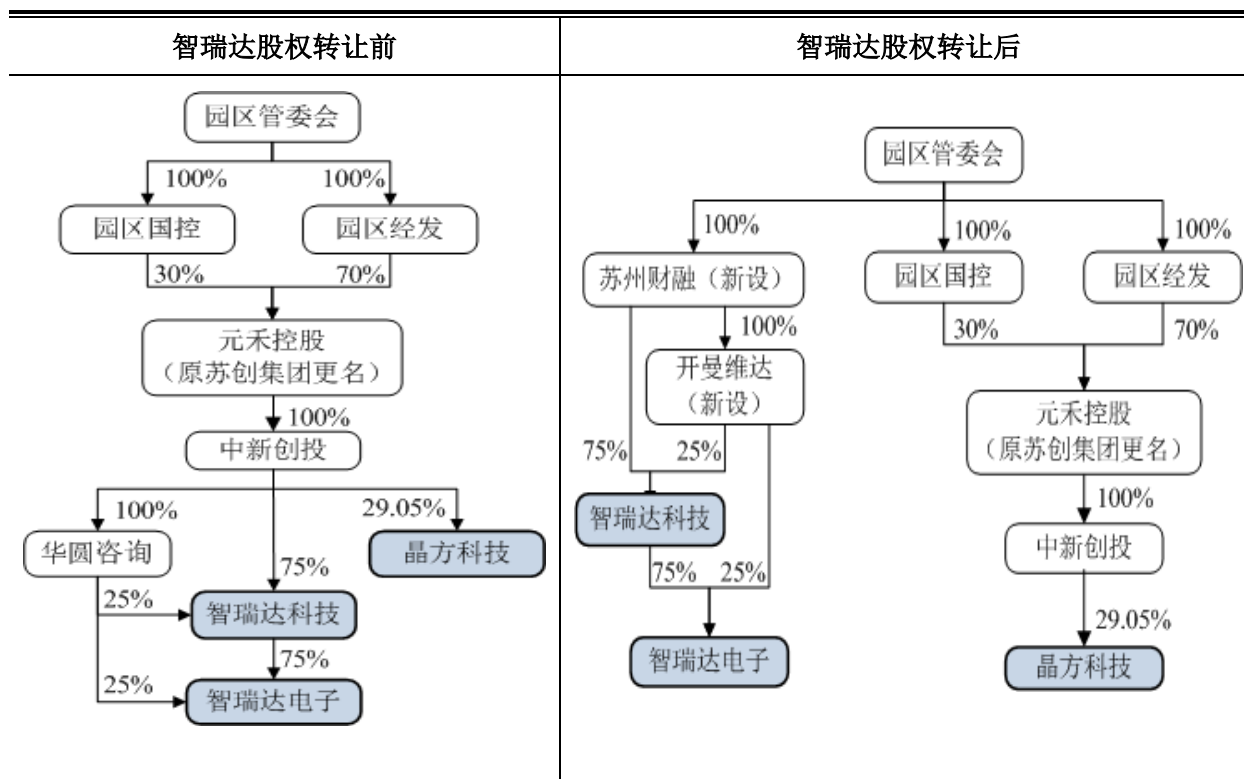 智瑞达股权转让前
园区管委会
100%
100%
园区国控
园区经发
30%
70%
元禾控股
（原苏创集团更名）
100%
中新创投
100%
29.05%
华圆咨询
晶方科技
75%
25%
智瑞达科技
75%
25%
智瑞达电子
智瑞达股权转让后
园区管委会
100%
100%
100%
苏州财融（新设）
园区国控
园区经发
100%
30%
70%
开曼维达
（新设）
元禾控股
（原苏创集团更名）
75%
25%
100%
智瑞达科技
中新创投
75%
25%
29.05%
智瑞达电子
晶方科技